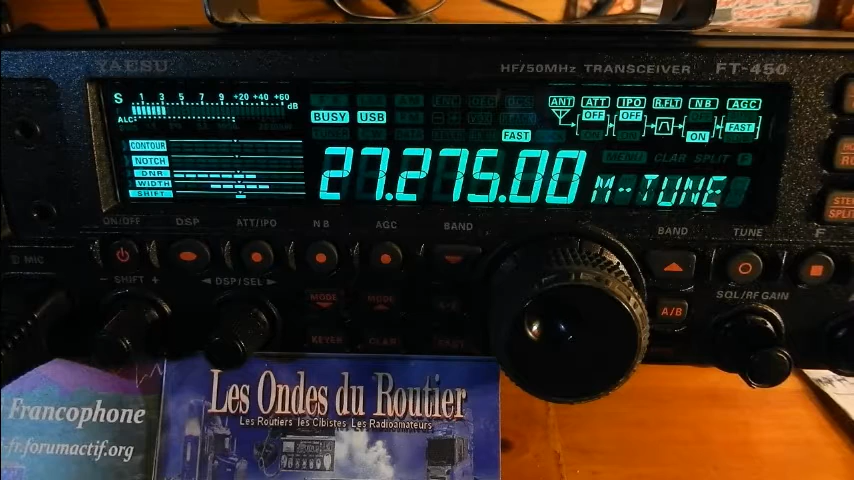 YAESU
HF/50MHz TRANSCEIVER FT-450
S 1 3 5 7 9 +20 +40 +60 dB
ALC
BUSY USB
FAST
ANT ATT IPO R.FLT NB AGC
OFF OFF ON FAST
CONTOUR
NOTCH
DNR
WIDTH
SHIFT
MENU CLAR SPLIT F
27.275.00 M-TUNE
ON/OFF DSP ATT/IPO NB AGC BAND
BAND TUNE F
MIC
- SHIFT + ◄ DSP/SEL ►
MODE MODE
A/B
SQL/RF GAIN
KEYER CLAR
STEP
SPLIT
Francophone
-fr.forumactif.org
Les Ondes du Routier
Les Routiers les Cibistes Les Radioamateurs